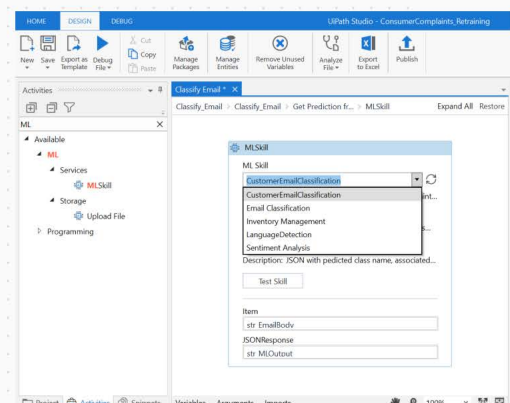 HOME DESIGN DEBUG UiPath Studio - ConsumerComplaints_Retraining
New Save Export as Template Debug File Cut Copy Paste Manage Packages Manage Entities Remove Unused Variables Analyze File Export to Excel Publish
Activities
Classify Email * X
Classify_Email > Classify_Email > Get Prediction fr... > MLSkill Expand All Restore
ML
Available
ML
Services
MLSkill
Storage
Upload File
Programming
MLSkill
ML Skill
CustomerEmailClassification
CustomerEmailClassification
Email Classification
Inventory Management
LanguageDetection
Sentiment Analysis
int...
s...
Description: JSON with pedicted class name, associated...
Test Skill
Item
str_EmailBody
JSONResponse
str_MLOutput
Project Activities Snippets Variables Arguments Imports 100%